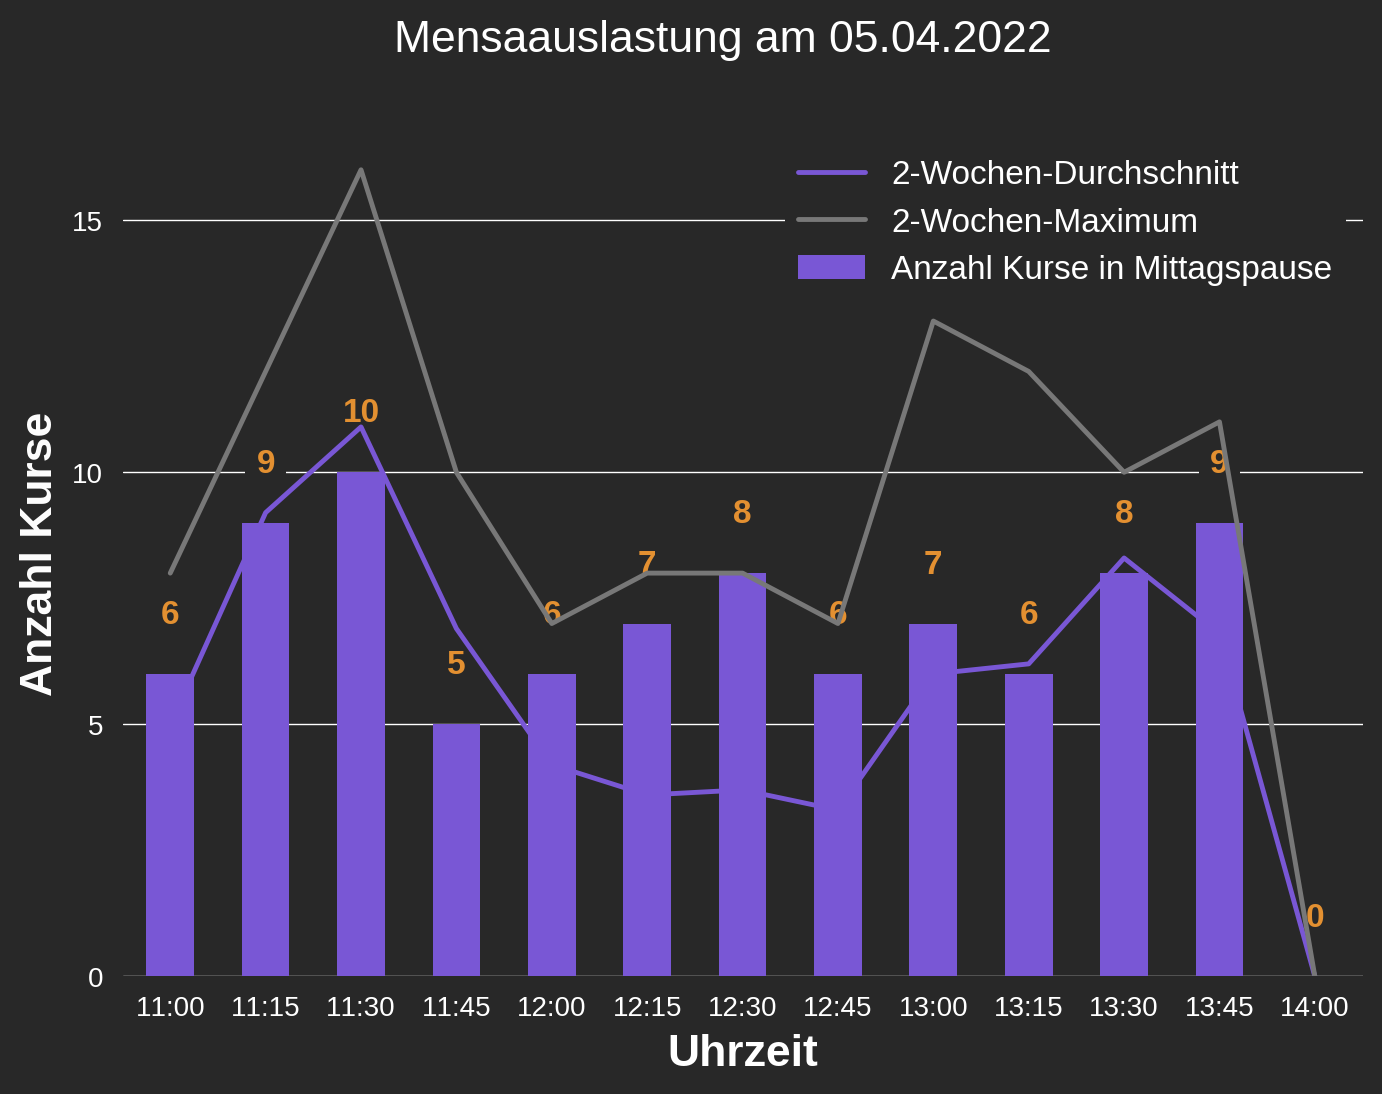 Mensaauslastung am 05.04.2022
2-Wochen-Durchschnitt
2-Wochen-Maximum
Anzahl Kurse in Mittagspause
Anzahl Kurse
15
10
5
0
6
9
10
5
6
7
8
6
7
6
8
9
0
11:00 11:15 11:30 11:45 12:00 12:15 12:30 12:45 13:00 13:15 13:30 13:45 14:00
Uhrzeit